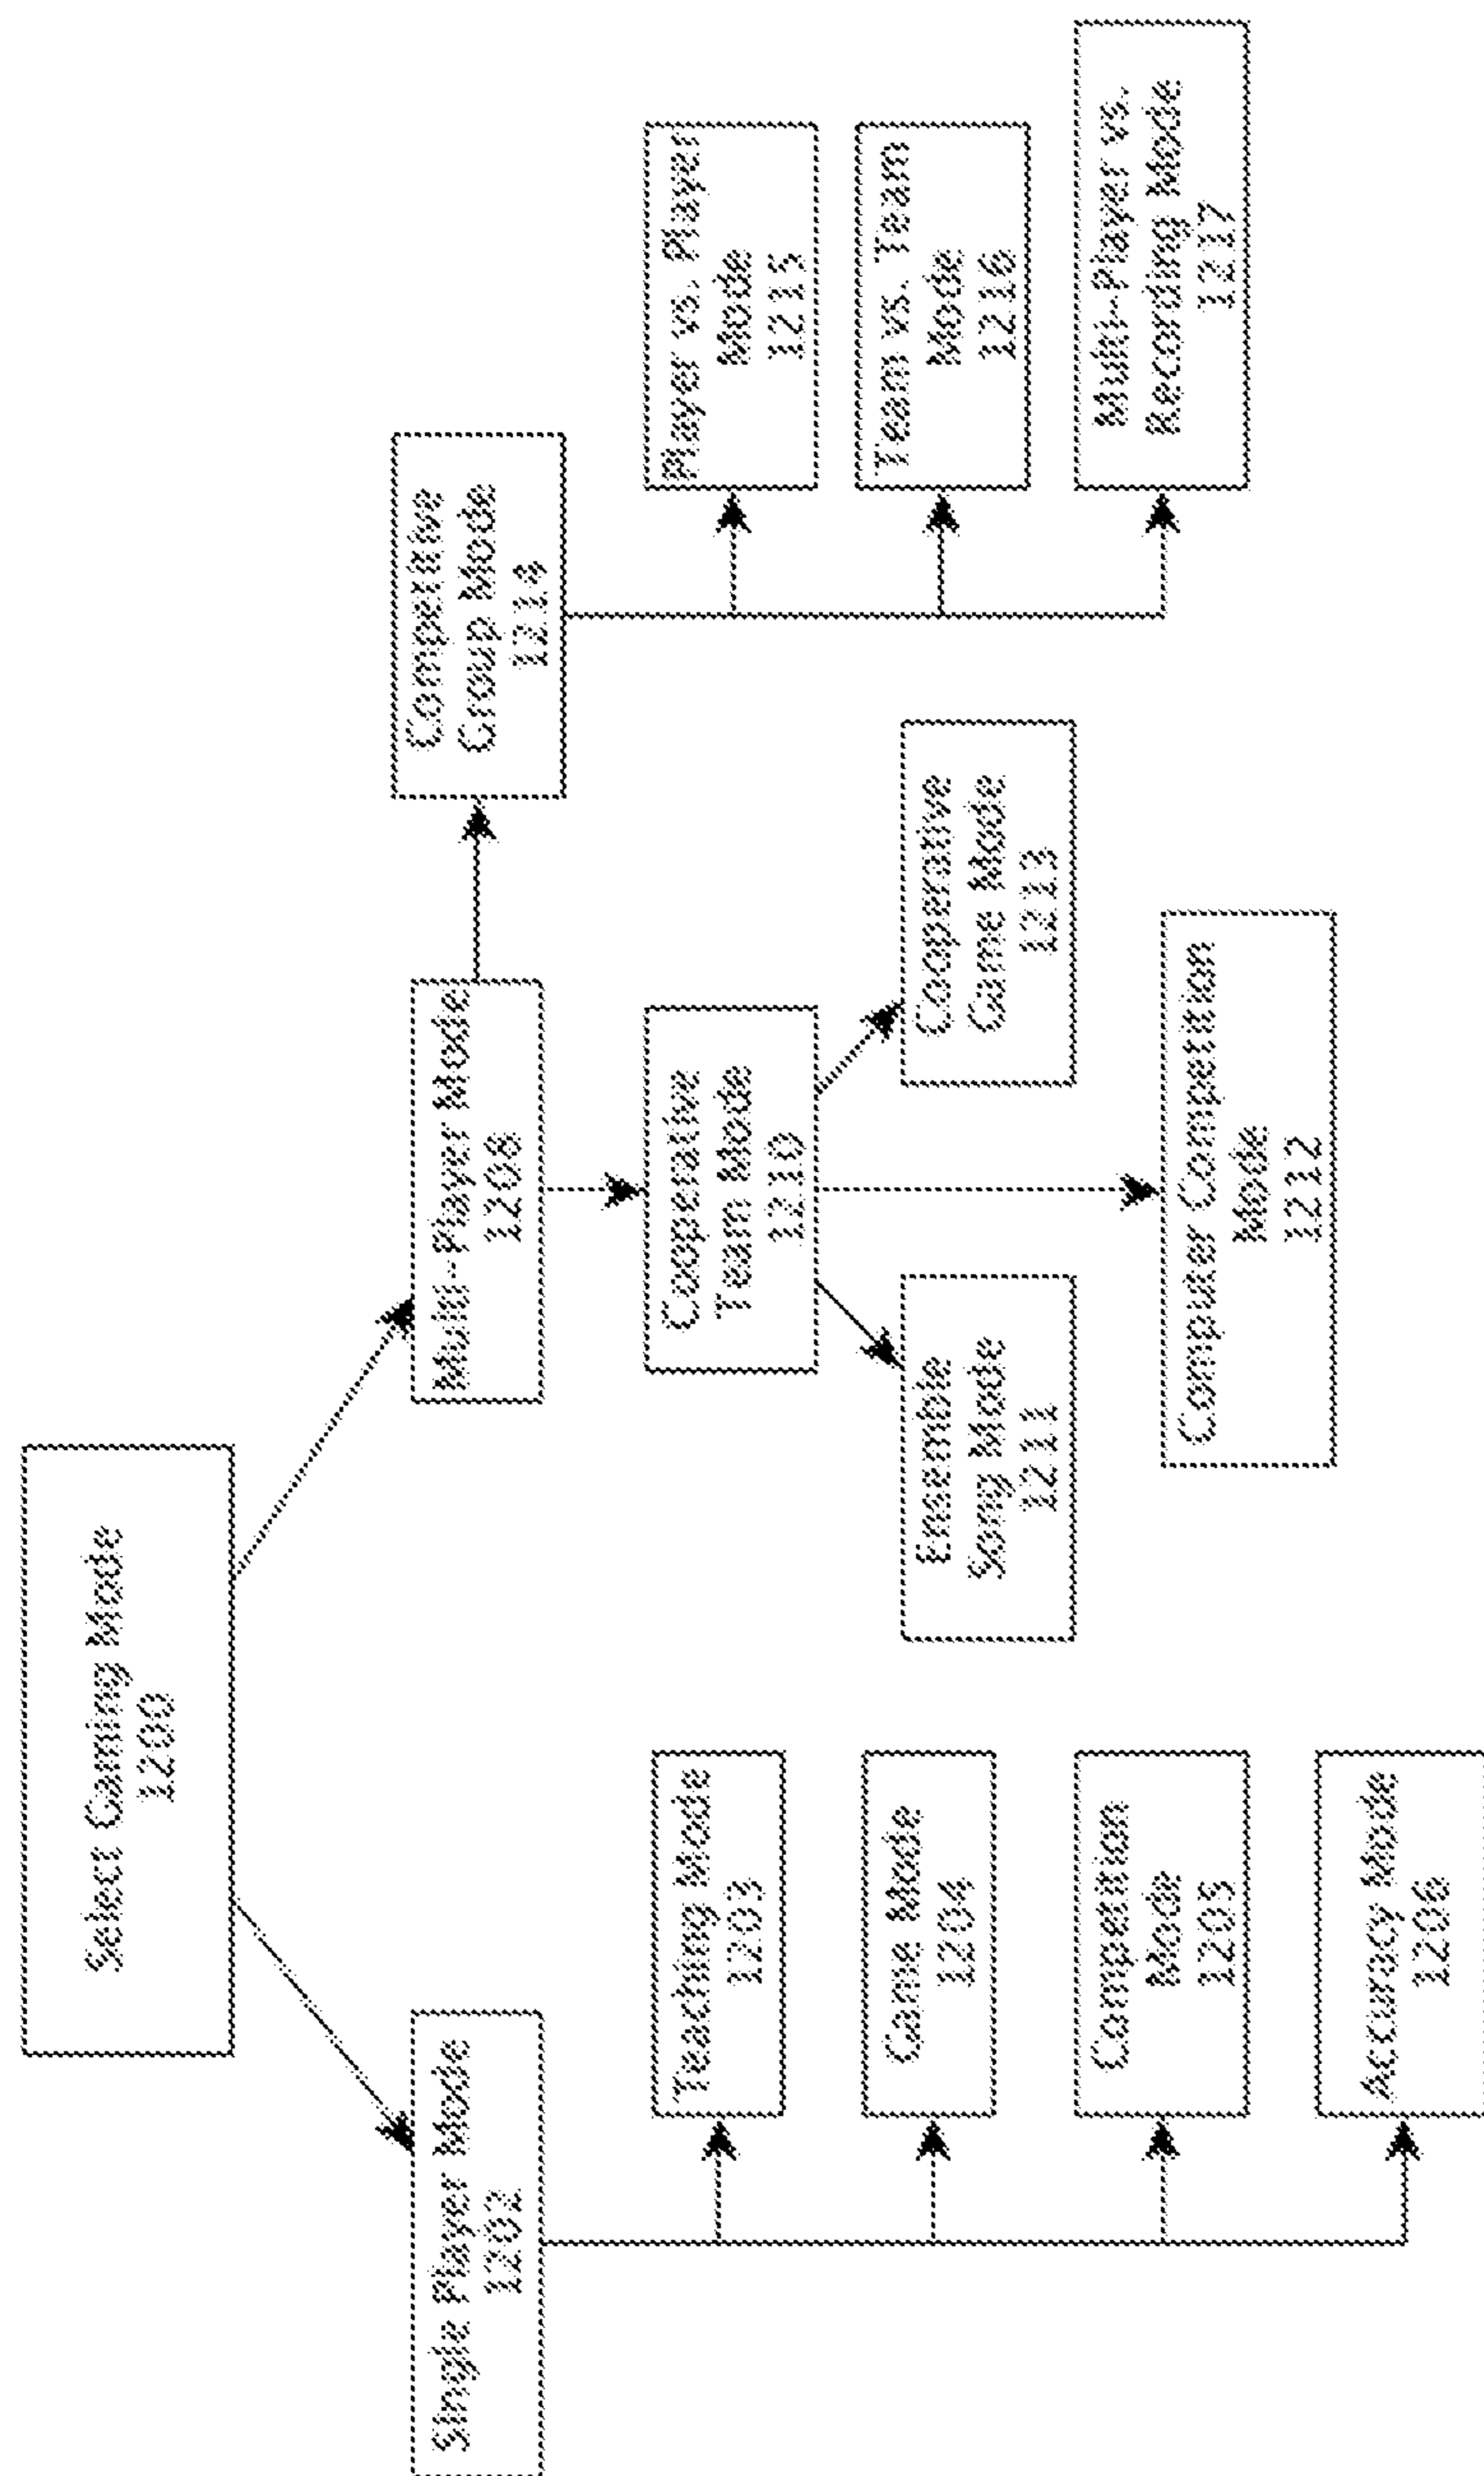 Select Gaming Mode
1200
Single Player Mode
1202
Multi-Player Mode
1208
Competitive
Group Mode
1214
Teaching Mode
1203
Game Mode
1204
Competition
Mode
1205
Accuracy Mode
1206
Cooperative
Team Mode
1210
Ensemble
Song Mode
1211
Computer Competition
Mode
1212
Cooperative
Game Mode
1213
Player vs. Player
Mode
1215
Team vs. Team
Mode
1216
Multi-Player vs.
Recording Mode
1217